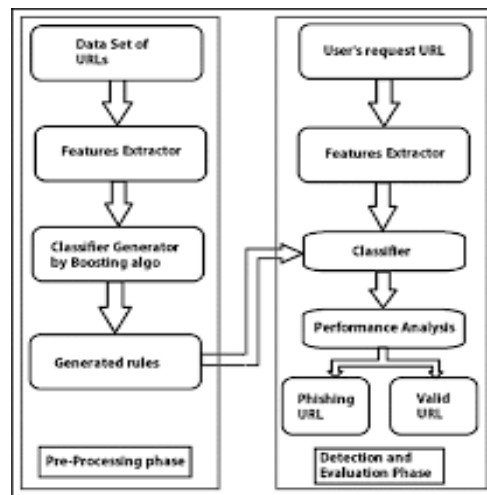 Data Set of
URLs
Features Extractor
Classifier Generator
by Boosting algo
Generated rules
Pre-Processing phase
User's request URL
Features Extractor
Classifier
Performance Analysis
Phishing
URL
Valid
URL
Detection and
Evaluation Phase